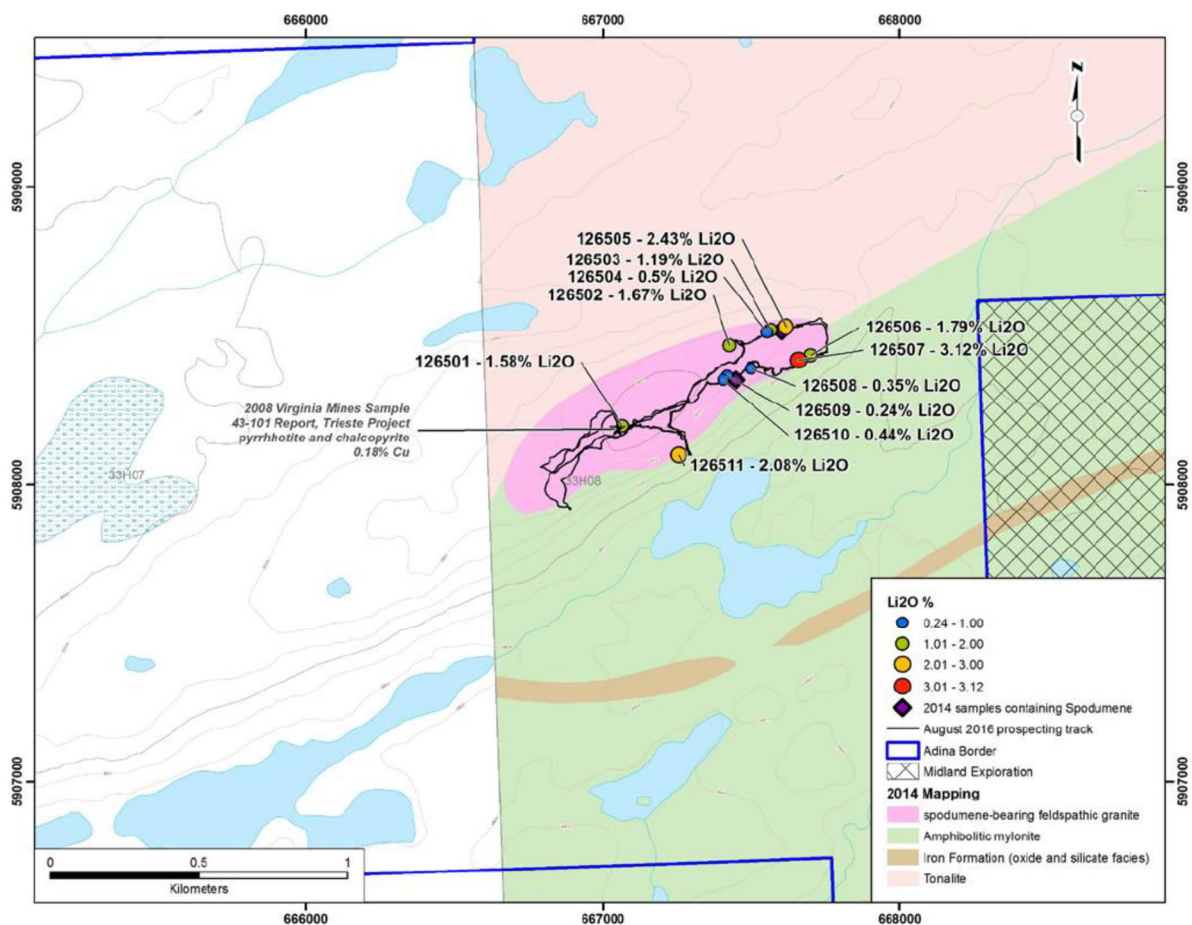 666000
667000
668000
5909000
5909000
126505 - 2.43% Li2O
126503 - 1.19% Li2O
126504 - 0.5% Li2O
126502 - 1.67% Li2O
126506 - 1.79% Li2O
126507 - 3.12% Li2O
126501 - 1.58% Li2O
126508 - 0.35% Li2O
2008 Virginia Mines Sample
43-101 Report, Trieste Project
pyrrhotite and chalcopyrite
0.18% Cu
126509 - 0.24% Li2O
126510 - 0.44% Li2O
126511 - 2.08% Li2O
33H07
33H08
5908000
5908000
Li2O %
0.24 - 1.00
1.01 - 2.00
2.01 - 3.00
3.01 - 3.12
2014 samples containing Spodumene
August 2016 prospecting track
Adina Border
Midland Exploration
2014 Mapping
spodumene-bearing feldspathic granite
Amphibolitic mylonite
Iron Formation (oxide and silicate facies)
Tonalite
5907000
5907000
0 0.5 1
Kilometers
666000
667000
668000